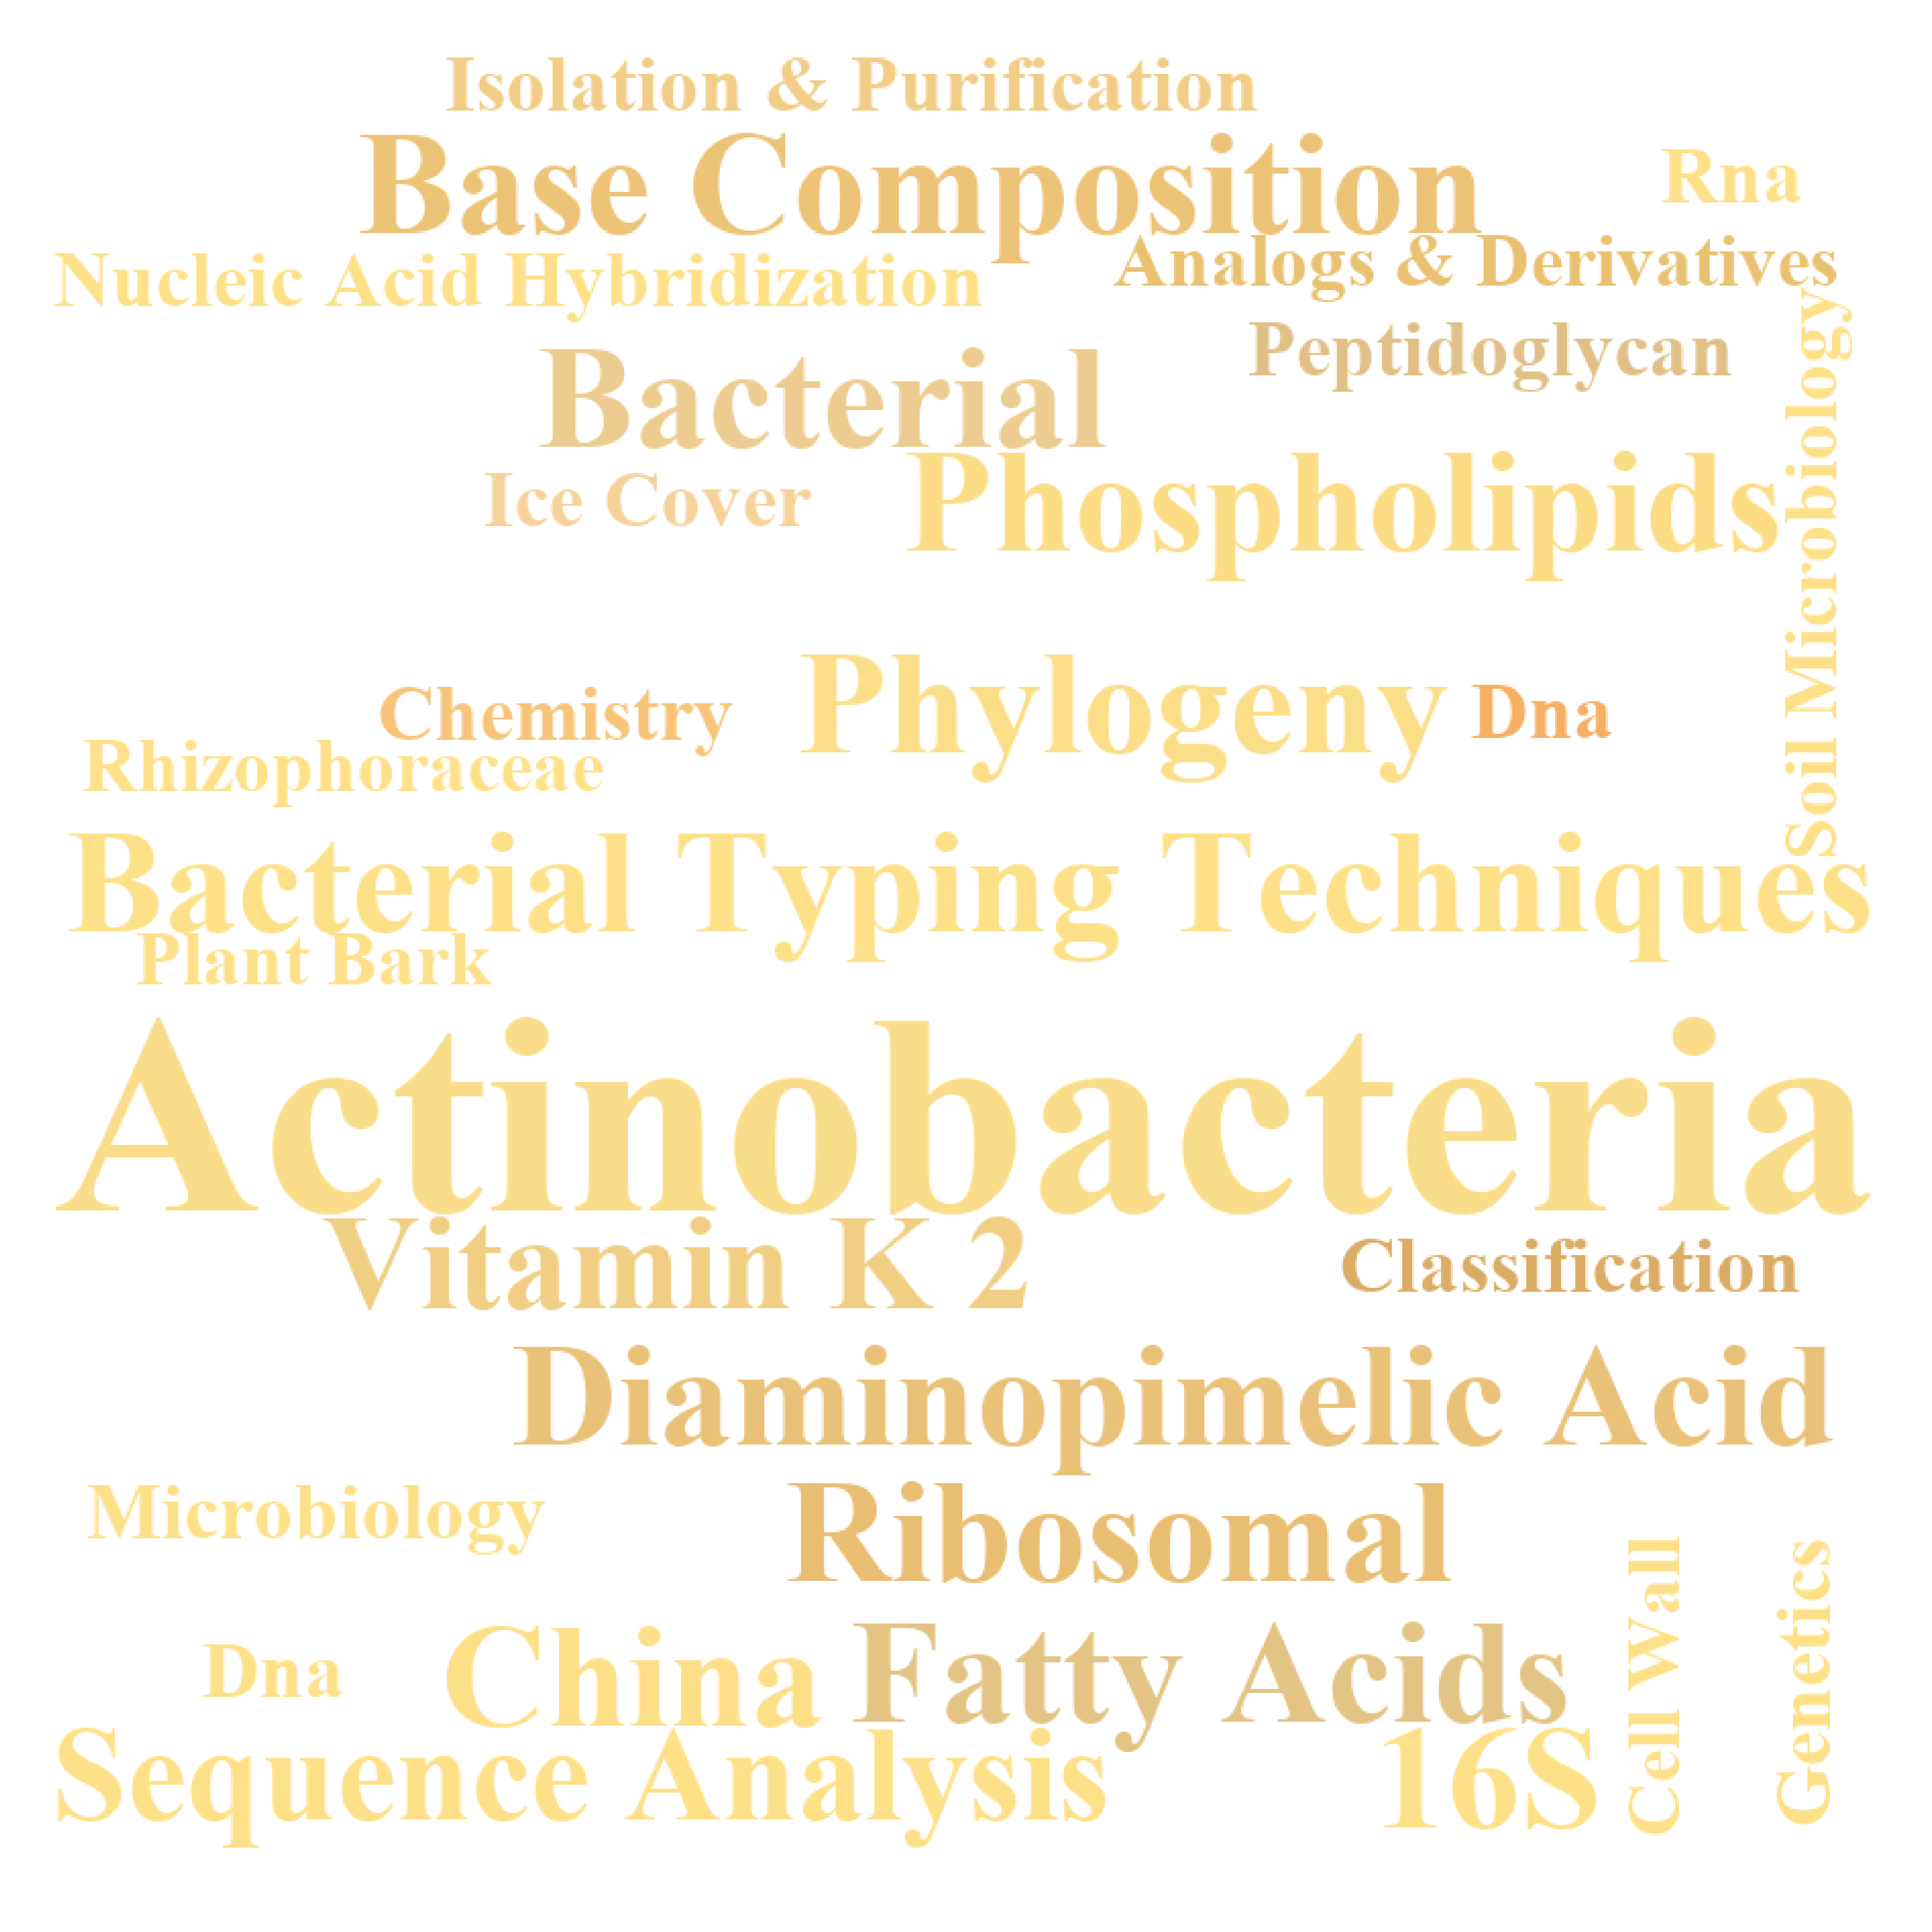 Isolation & Purification
Base Composition
Rna
Nucleic Acid Hybridization
Analogs & Derivatives
Peptidoglycan
Bacterial
Ice Cover
Phospholipids
Soil Microbiology
Chemistry
Phylogeny
Dna
Rhizophoraceae
Bacterial Typing Techniques
Plant Bark
Actinobacteria
Vitamin K 2
Classification
Diaminopimelic Acid
Microbiology
Ribosomal
Cell Wall
Genetics
Dna
China
Fatty Acids
Sequence Analysis
16S